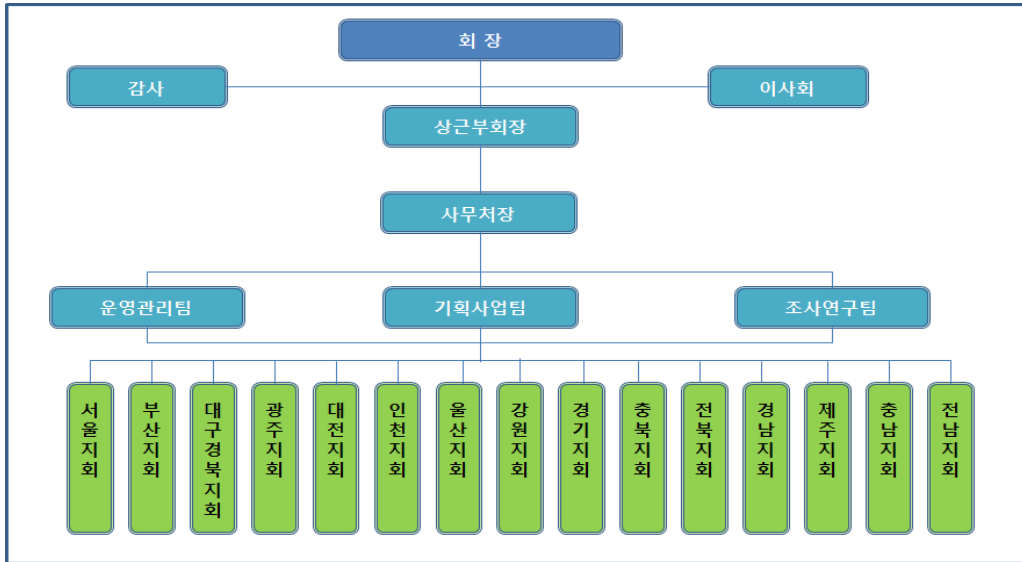 회 장
감사
이사회
상근부회장
사무처장
운영관리팀
기획사업팀
조사연구팀
서울지회
부산지회
대구경북지회
광주지회
대전지회
인천지회
울산지회
강원지회
경기지회
충북지회
전북지회
경남지회
제주지회
충남지회
전남지회